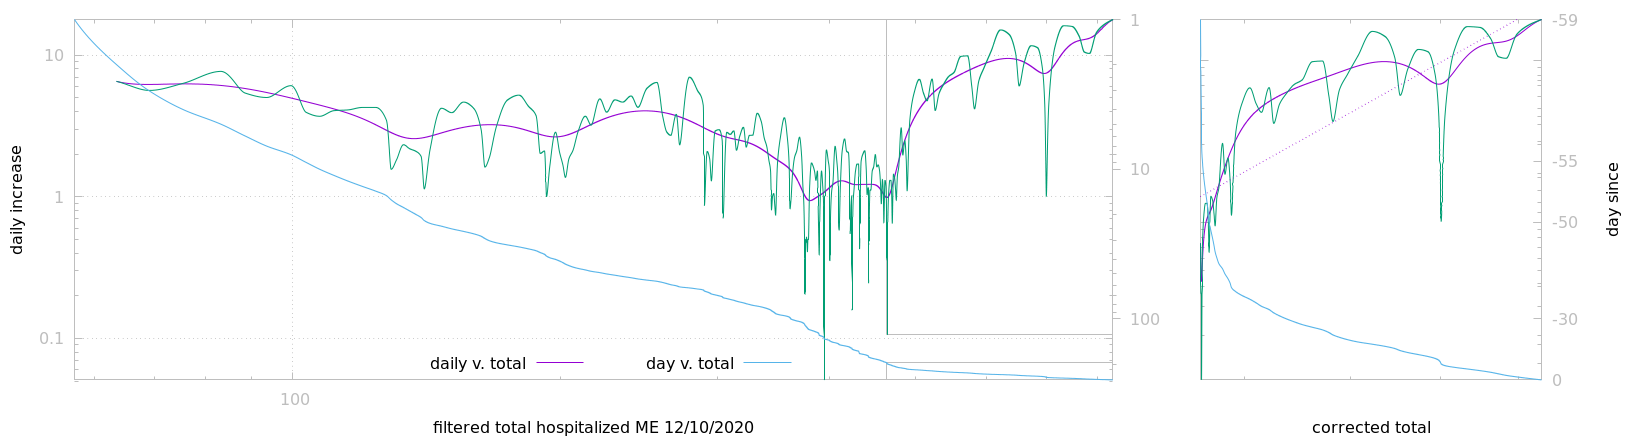 10
1
0.1
daily increase
100
1
10
100
daily v. total
day v. total
filtered total hospitalized ME 12/10/2020
-59
-55
-50
-30
0
day since
corrected total